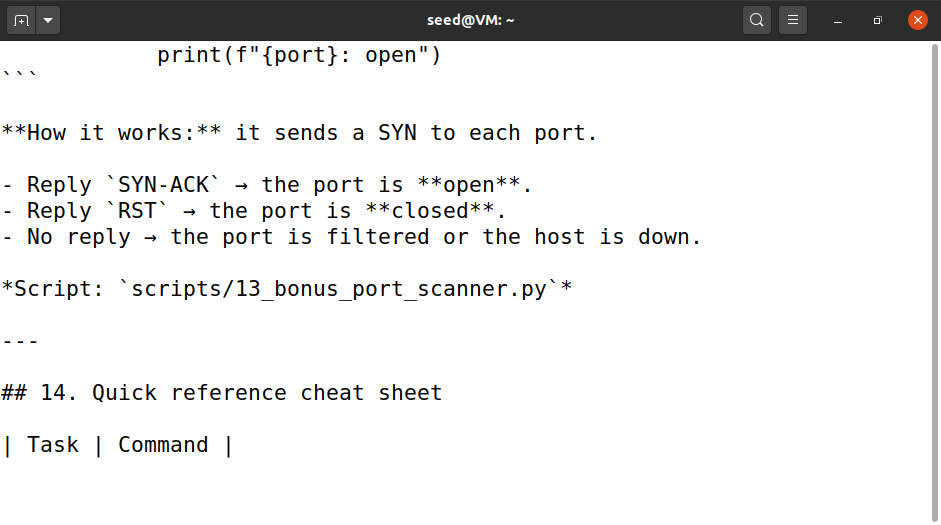 seed@VM: ~
print(f"{port}: open")
```
**How it works:** it sends a SYN to each port.
- Reply `SYN-ACK` → the port is **open**.
- Reply `RST` → the port is **closed**.
- No reply → the port is filtered or the host is down.
*Script: `scripts/13_bonus_port_scanner.py`*
---
## 14. Quick reference cheat sheet
| Task | Command |